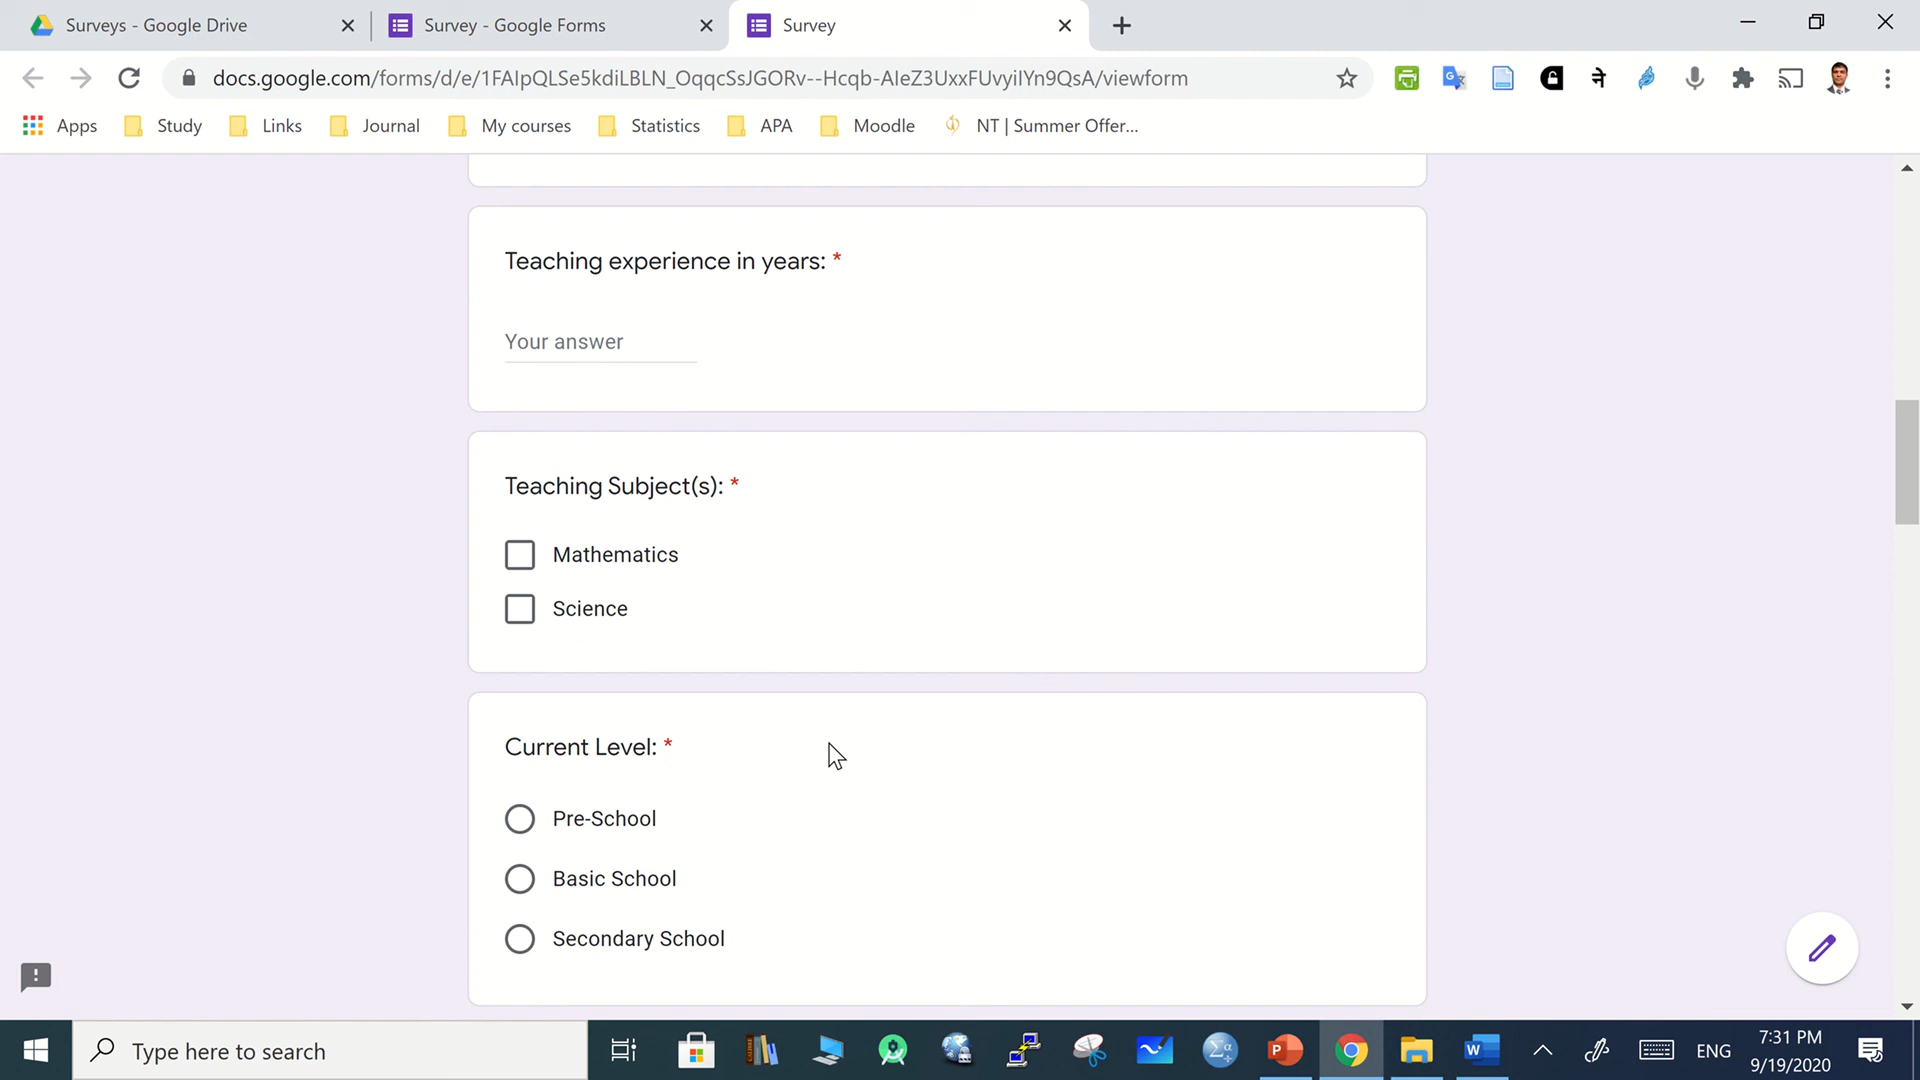 Surveys - Google Drive
Survey - Google Forms
Survey
docs.google.com/forms/d/e/1FAIpQLSe5kdiLBLN_OqqcSsJGORv--Hcqb-AIeZ3UxxFUvyiIYn9QsA/viewform
Apps
Study
Links
Journal
My courses
Statistics
APA
Moodle
NT | Summer Offer...
Teaching experience in years: *
Your answer
Teaching Subject(s): *
Mathematics
Science
Current Level: *
Pre-School
Basic School
Secondary School
Type here to search
ENG
7:31 PM
9/19/2020